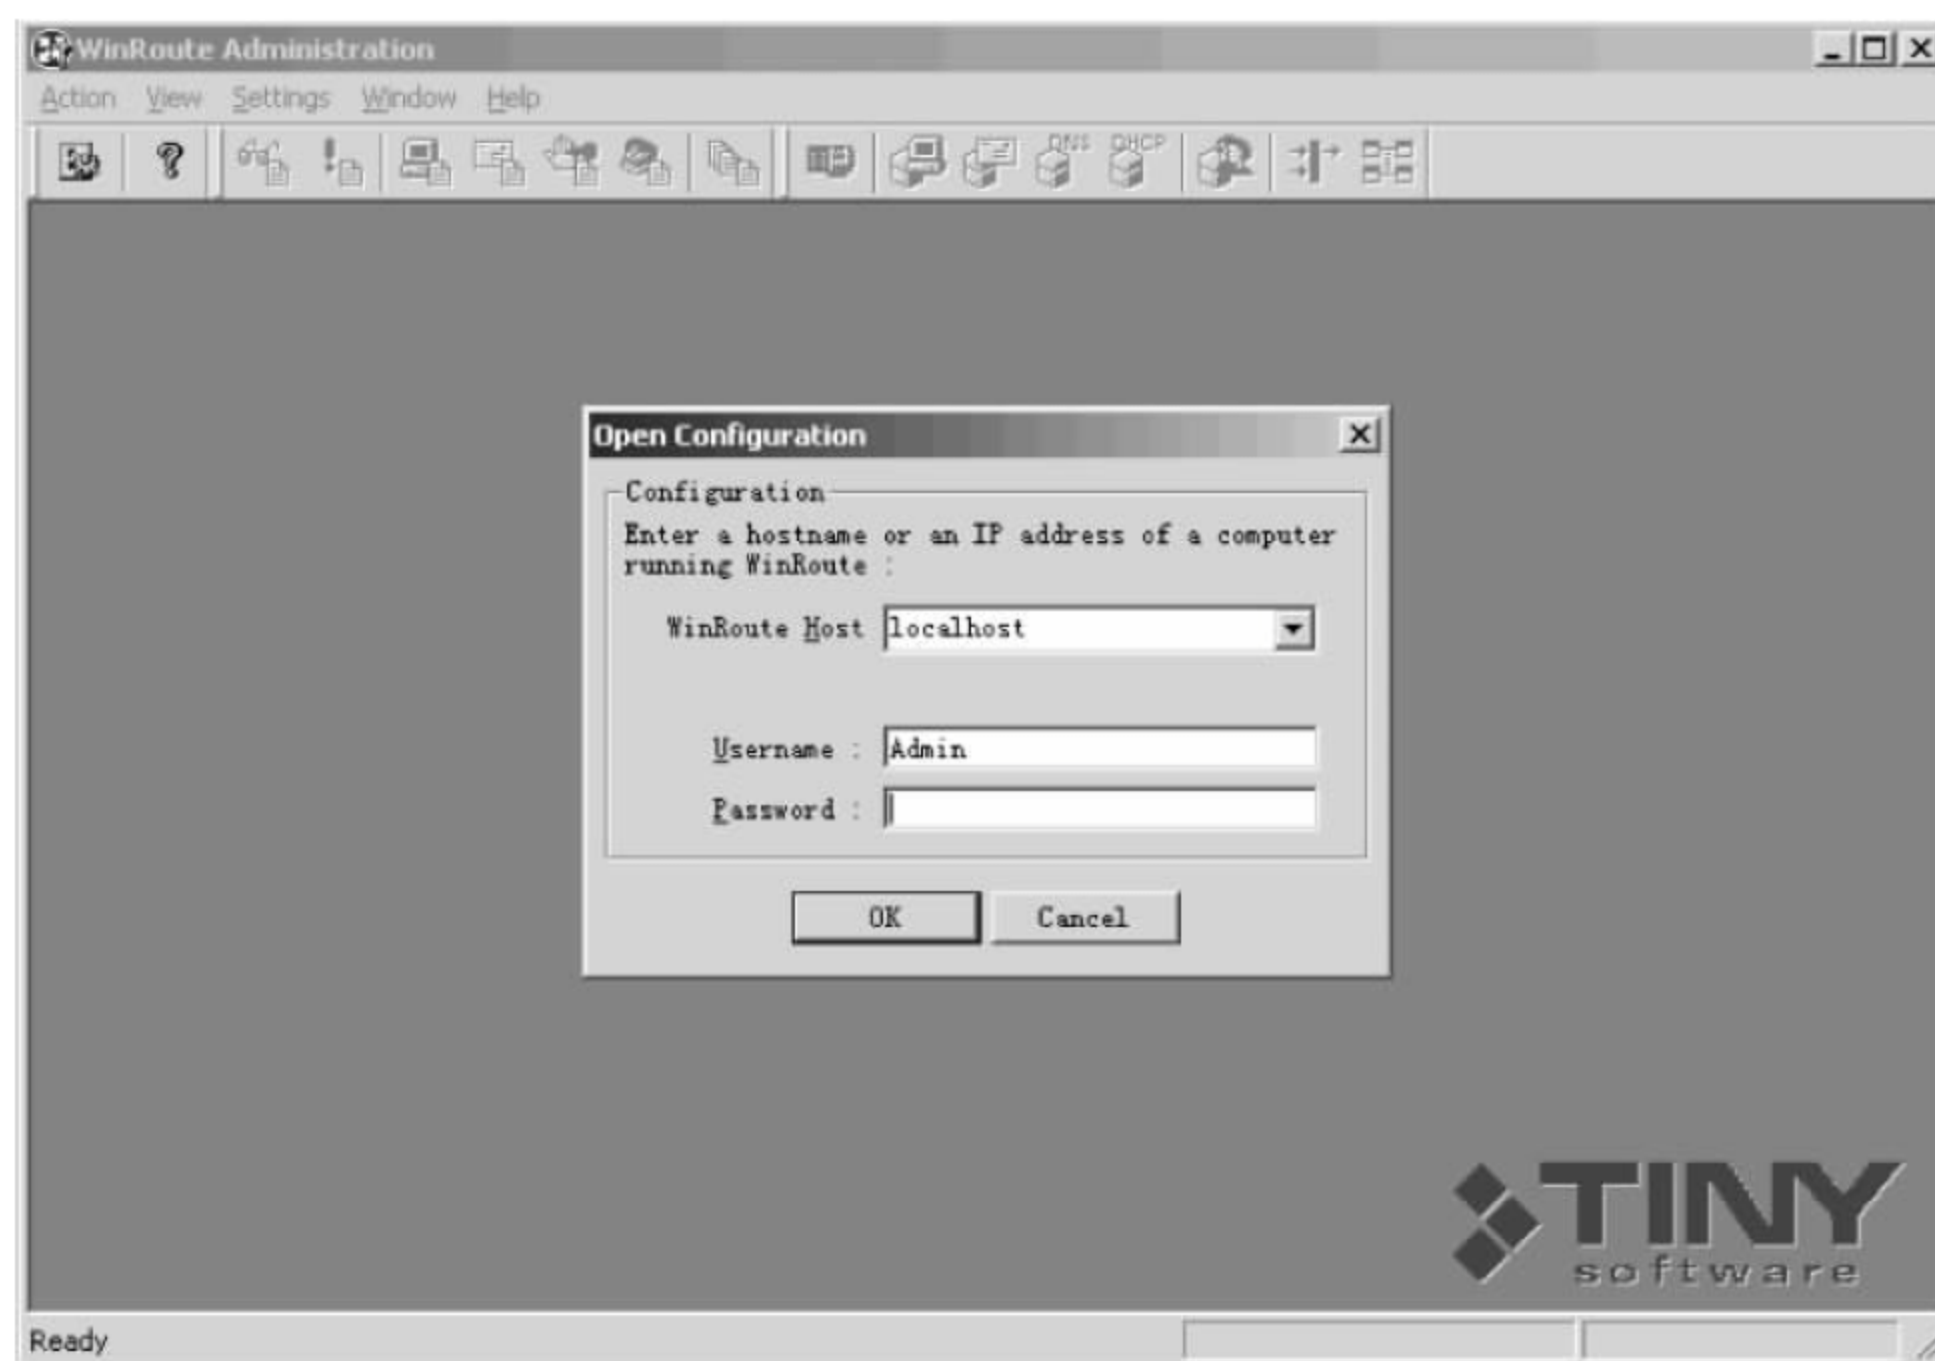 WinRoute Administration
Action View Settings Window Help
DNS DHCP
Open Configuration
Configuration
Enter a hostname or an IP address of a computer
running WinRoute :
WinRoute Host localhost
Username : Admin
Password :
OK Cancel
TINY
software
Ready